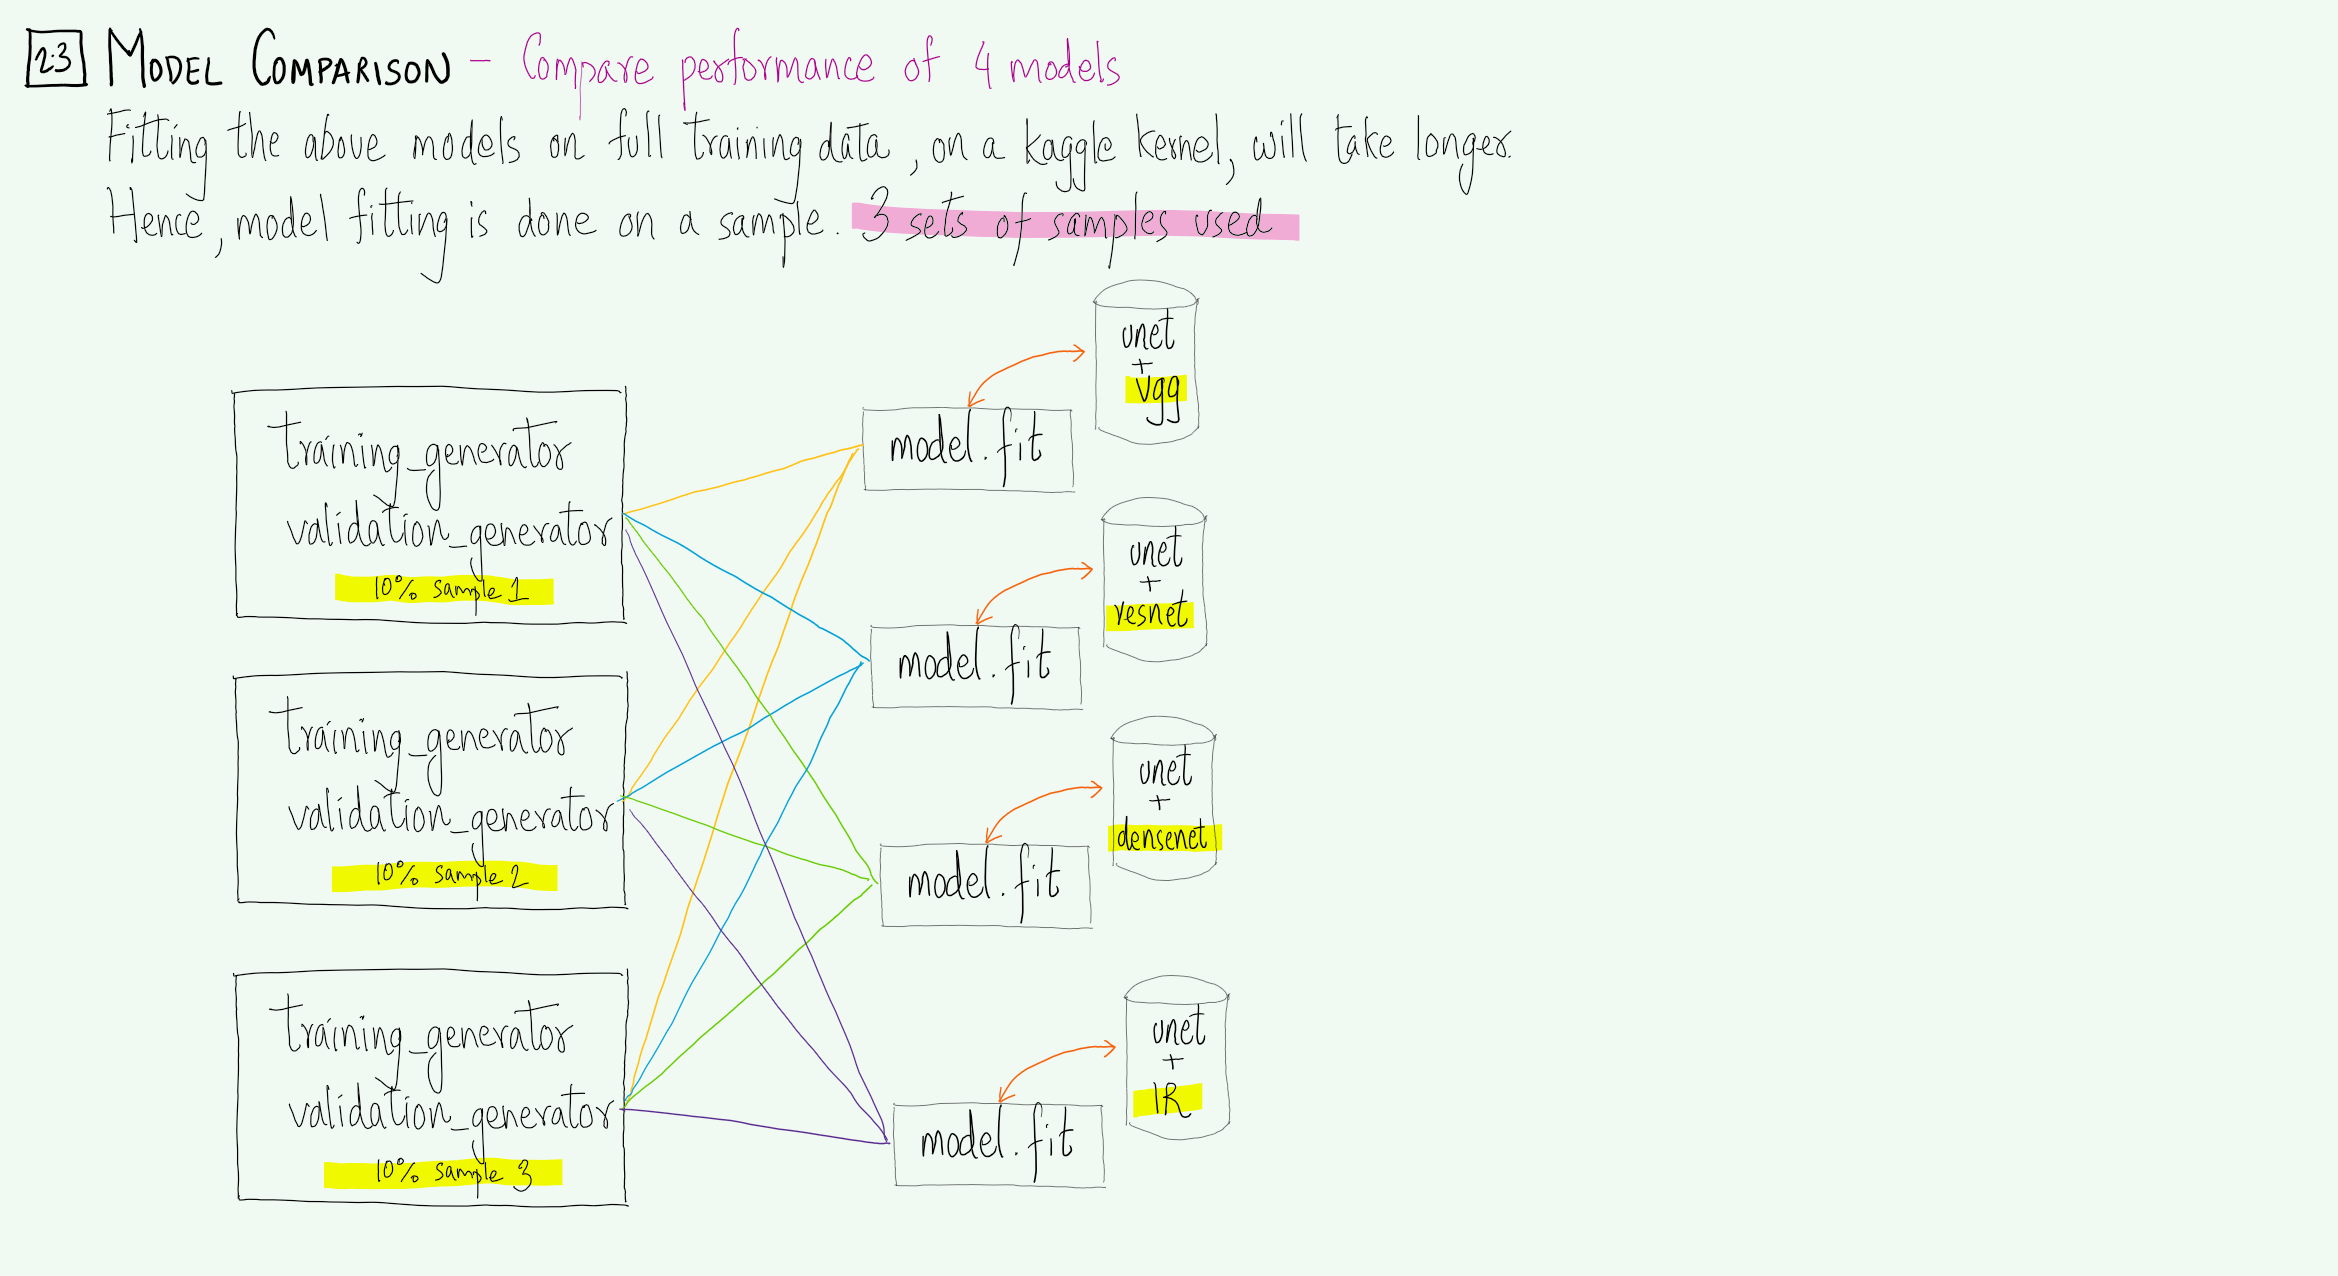 2.3 MODEL COMPARISON - Compare performance of 4 models
Fitting the above models on full training data, on a kaggle kernel, will take longer.
Hence, model fitting is done on a sample. 3 sets of samples used
training_generator
validation_generator
10% sample 1
training_generator
validation_generator
10% sample 2
training_generator
validation_generator
10% sample 3
model.fit
unet
+
vgg
model.fit
unet
+
resnet
model.fit
unet
+
densenet
model.fit
unet
+
IR